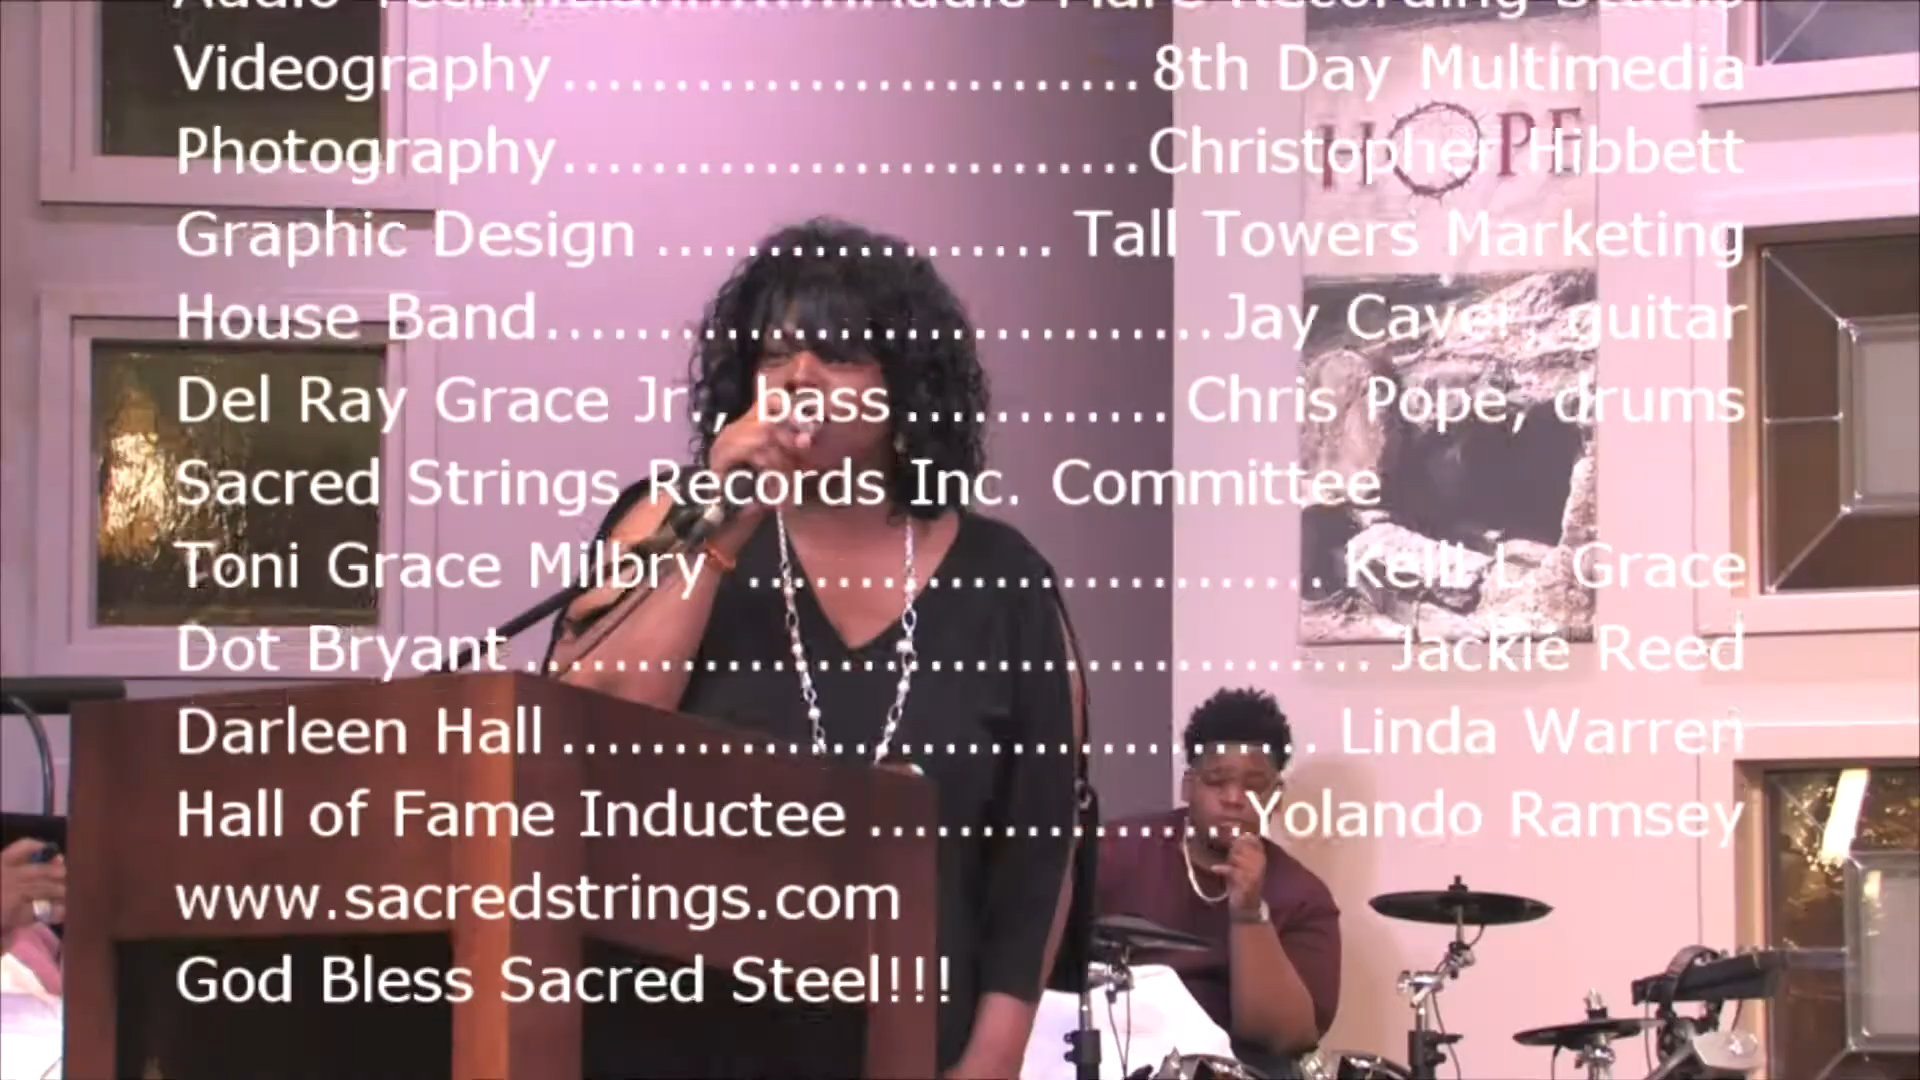 Videography.........................8th Day Multimedia
Photography.........................Christopher Hibbett
HOPE
Graphic Design .................. Tall Towers Marketing
House Band.............................Jay Caver, guitar
Del Ray Grace Jr., bass............ Chris Pope, drums
Sacred Strings Records Inc. Committee
Toni Grace Milbry ......................... Kelli L. Grace
Dot Bryant ..................................... Jackie Reed
Darleen Hall ................................. Linda Warren
Hall of Fame Inductee .................Yolando Ramsey
www.sacredstrings.com
God Bless Sacred Steel!!!